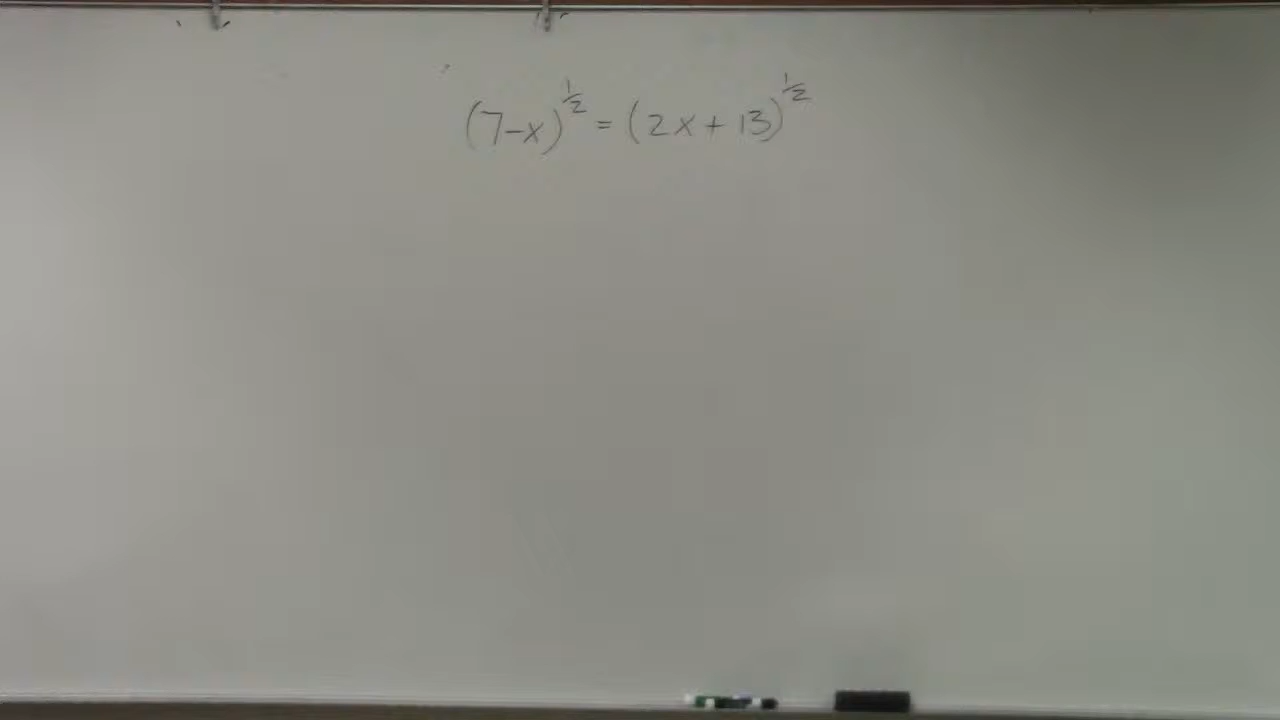 (7-x)^{1/2} = (2x+13)^{1/2}